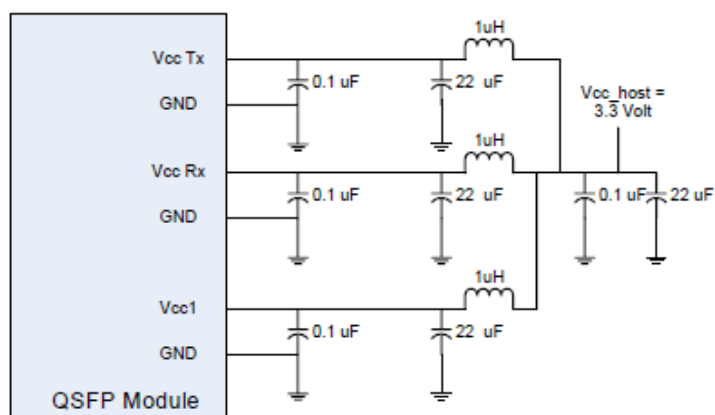 1uH
Vcc Tx
0.1 uF
22 uF
GND
Vcc_host =
3.3 Volt
1uH
Vcc Rx
0.1 uF
22 uF
0.1 uF
22 uF
GND
1uH
Vcc1
0.1 uF
22 uF
GND
QSFP Module